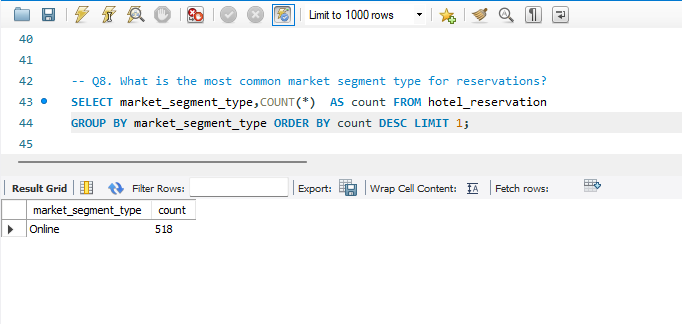 Limit to 1000 rows
40
41
42 -- Q8. What is the most common market segment type for reservations?
43 SELECT market_segment_type,COUNT(*)  AS count FROM hotel_reservation
44 GROUP BY market_segment_type ORDER BY count DESC LIMIT 1;
45
Result Grid Filter Rows: Export: Wrap Cell Content: IA Fetch rows:
market_segment_type count
Online 518